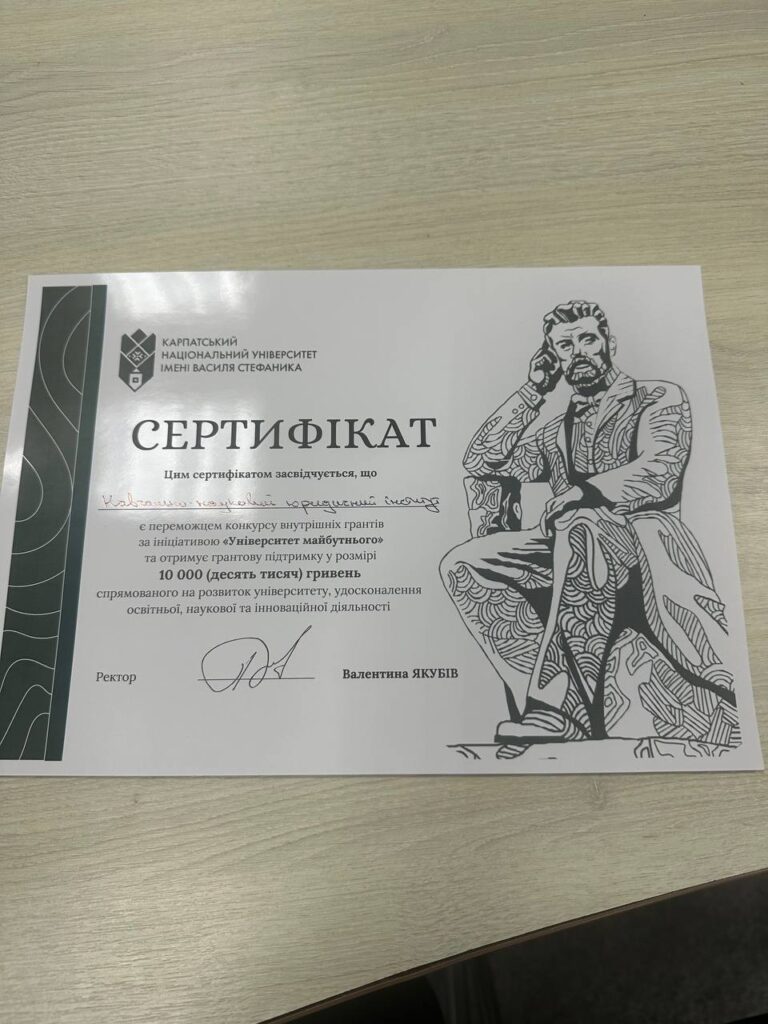 КАРПАТСЬКИЙ
НАЦІОНАЛЬНИЙ УНІВЕРСИТЕТ
ІМЕНІ ВАСИЛЯ СТЕФАНИКА
СЕРТИФІКАТ
Цим сертифікатом засвідчується, що
Навчально-науковий юридичний
є переможцем конкурсу внутрішніх грантів
за ініціативою «Університет майбутнього»
та отримує грантову підтримку у розмірі
10 000 (десять тисяч) гривень
спрямованого на розвиток університету, удосконалення
освітньої, наукової та інноваційної діяльності
Ректор Валентина ЯКУБІВ